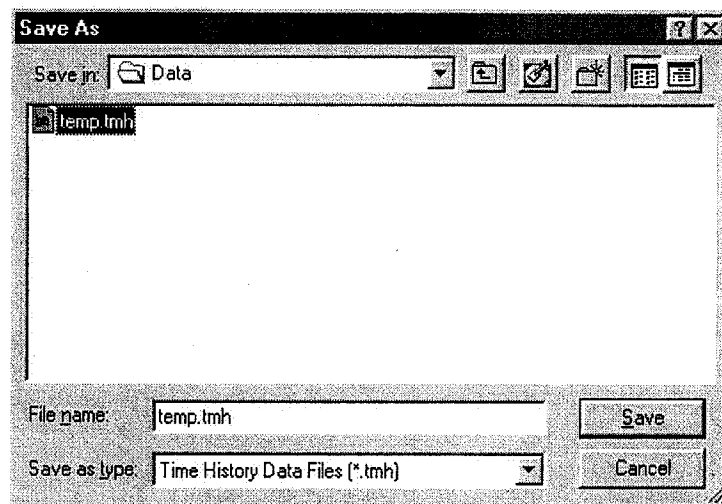 Save As
Save in: Data
temp.tmh
File name: temp.tmh
Save
Save as type: Time History Data Files (*.tmh)
Cancel